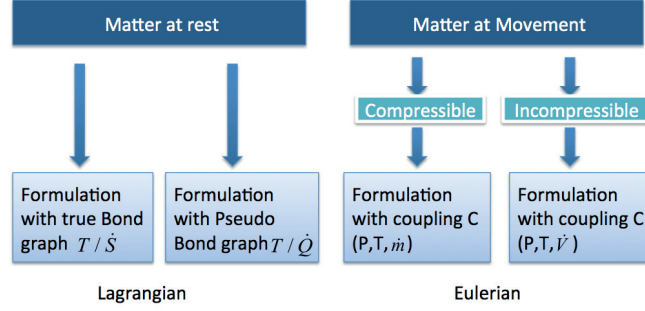 Matter at rest
Matter at Movement
Compressible
Incompressible
Formulation
with true Bond
graph T / Ṡ
Formulation
with Pseudo
Bond graph T / Q̇
Formulation
with coupling C
(P,T, ṁ)
Formulation
with coupling C
(P,T, V̇ )
Lagrangian
Eulerian